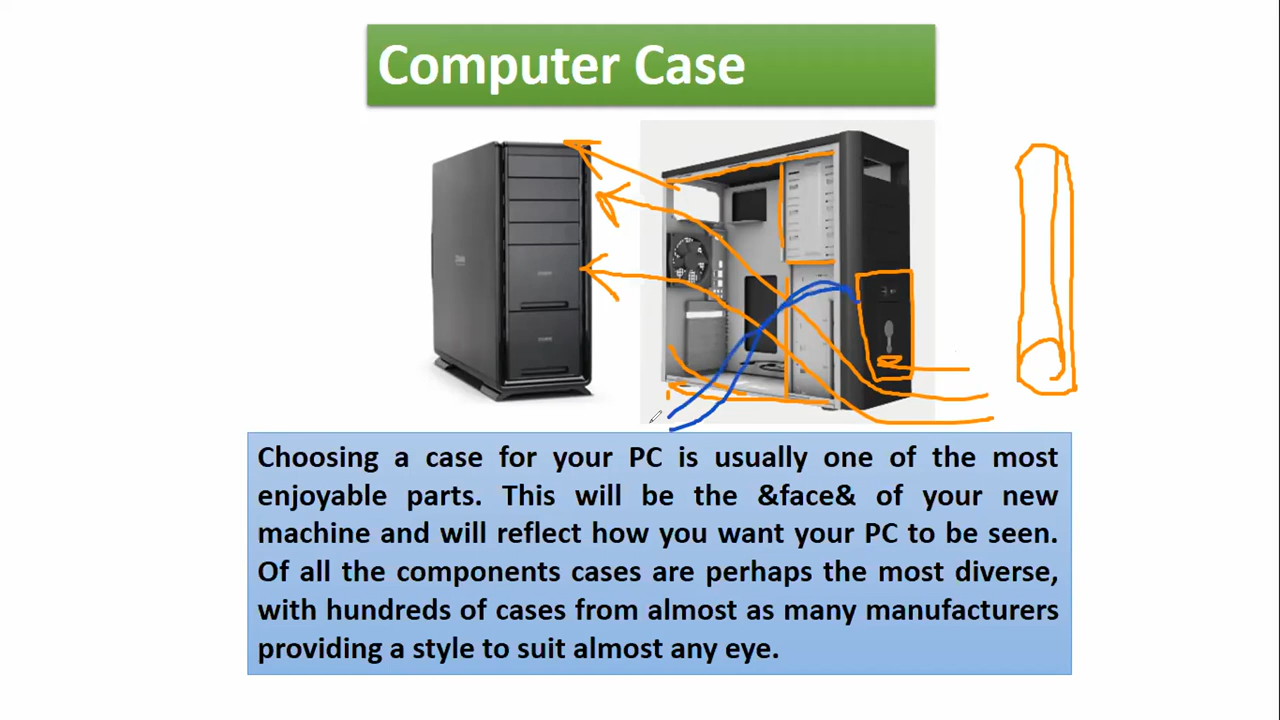 Computer Case
Choosing a case for your PC is usually one of the most
enjoyable parts. This will be the &face& of your new
machine and will reflect how you want your PC to be seen.
Of all the components cases are perhaps the most diverse,
with hundreds of cases from almost as many manufacturers
providing a style to suit almost any eye.